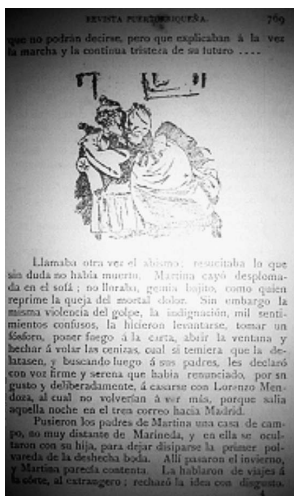 REVISTA PUERTORRIQUEÑA. 769
que no podrán decirse, pero que explicaban á la vez
la marcha y la continua tristeza de su futuro ....
Llamaba otra vez el abismo; resucitaba lo que
sin duda no habia muerto. Martina cayó desploma-
da en el sofá; no lloraba, gemia bajito, como quien
reprime la queja del mortal dolor. Sin embargo la
misma violencia del golpe, la indignación, mil senti-
mientos confusos, la hicieron levantarse, tomar un
fósforo, poner fuego á la carta, abrir la ventana y
hechar á volar las cenizas, cual si temiera que la de-
latasen, y buscando luego á sus padres, les declaró
con voz firme y serena que habia renunciado, por su
gusto y deliberadamente, á casarse con Lorenzo Men-
doza, al cual no volverían á ver más, porque salia
aquella noche en el tren correo hacia Madrid.
Pusieron los padres de Martina una casa de cam-
po, no muy distante de Marineda, y en ella se ocul-
taron con su hija, para dejar disiparse la primer pol-
vareda de la deshecha boda. Allí pasaron el invierno,
y Martina parecía contenta. La hablaron de viajes á
la córte, al extrangero; rechazó la idea con disgusto.